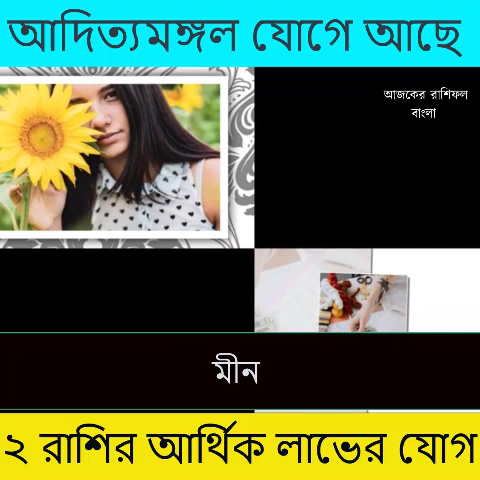 আদিত্যমঙ্গল যোগে আছে
আজকের রাশিফল
বাংলা
মীন
২ রাশির আর্থিক লাভের যোগ